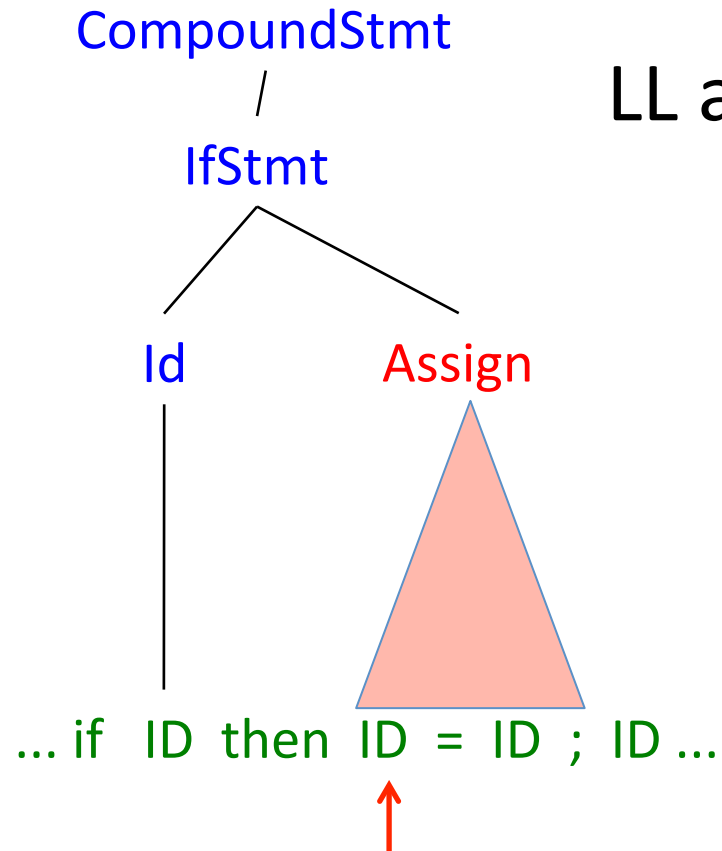 CompoundStmt
LL a
IfStmt
Id
Assign
... if ID then ID = ID ; ID ...